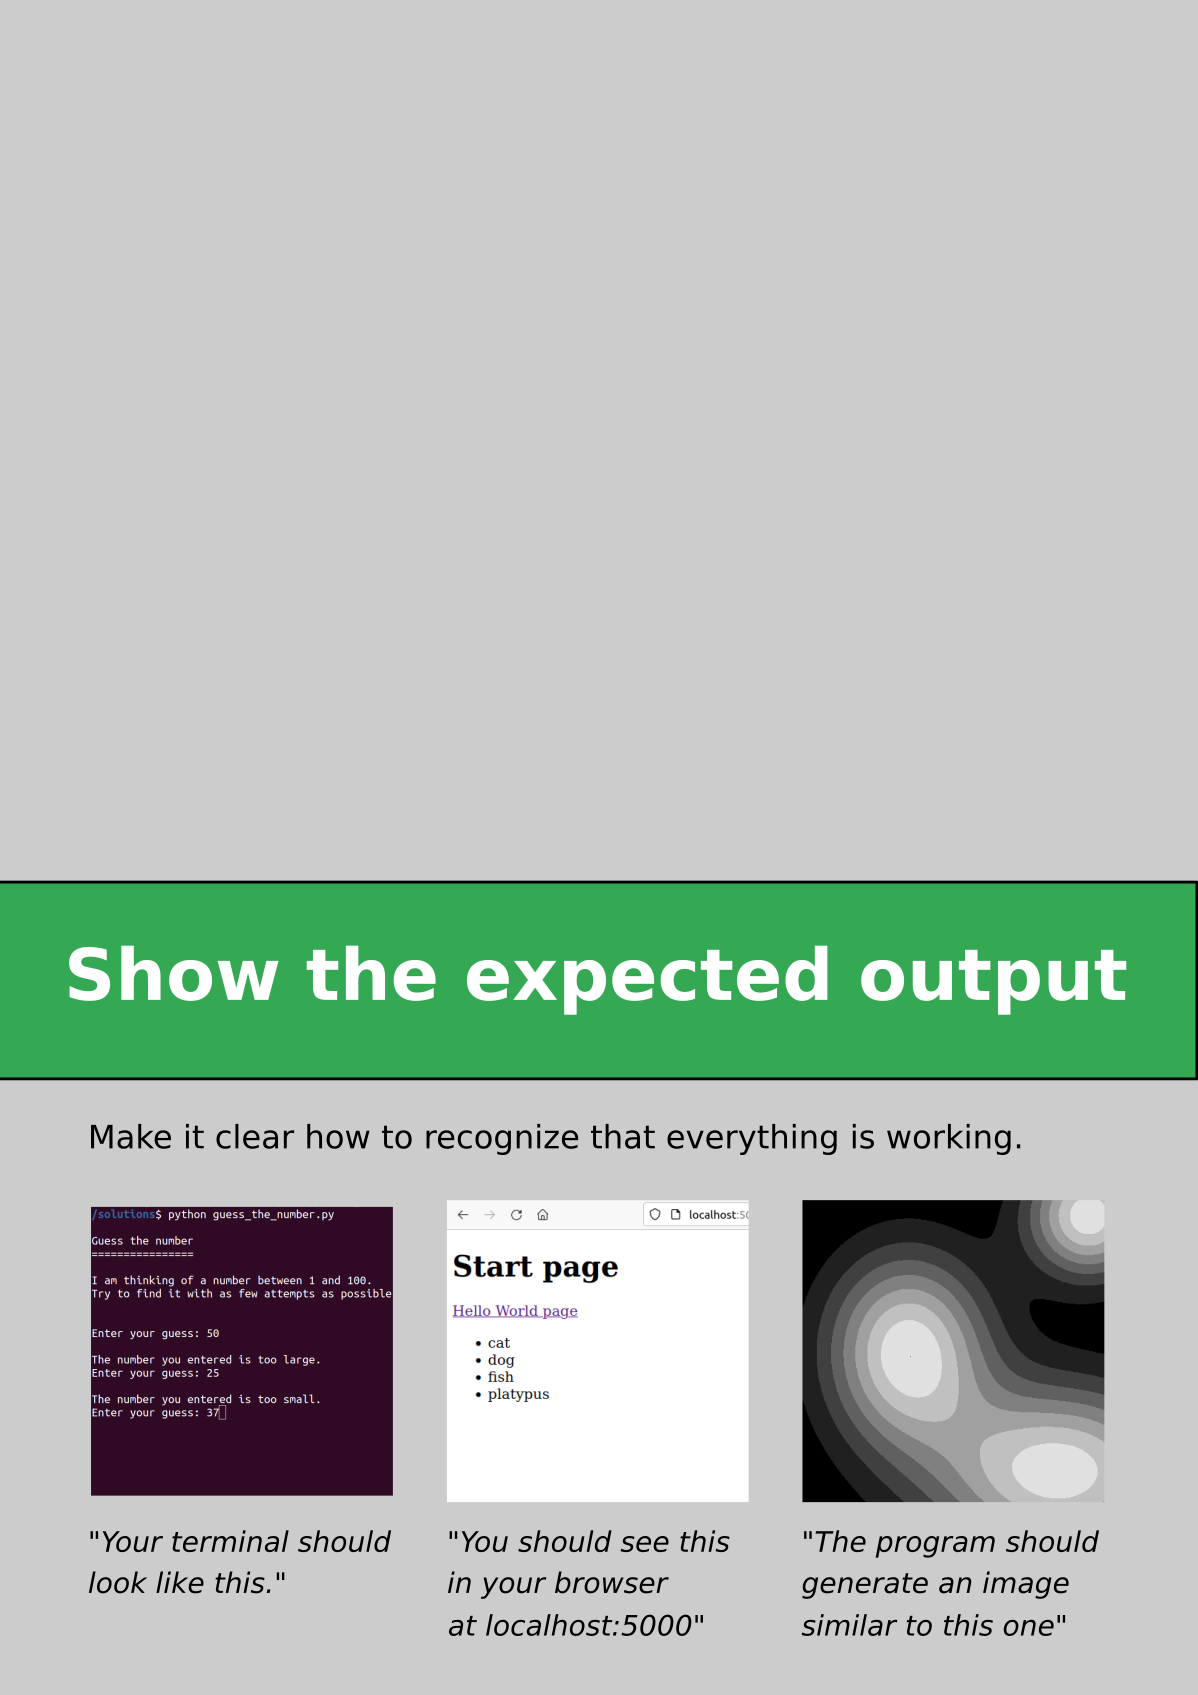 Show the expected output
Make it clear how to recognize that everything is working.
/solutions$ python guess_the_number.py
Guess the number
================
I am thinking of a number between 1 and 100.
Try to find it with as few attempts as possible
Enter your guess: 50
The number you entered is too large.
Enter your guess: 25
The number you entered is too small.
Enter your guess: 37
"Your terminal should
look like this."
localhost:50
Start page
Hello World page
• cat
• dog
• fish
• platypus
"You should see this
in your browser
at localhost:5000"
"The program should
generate an image
similar to this one"